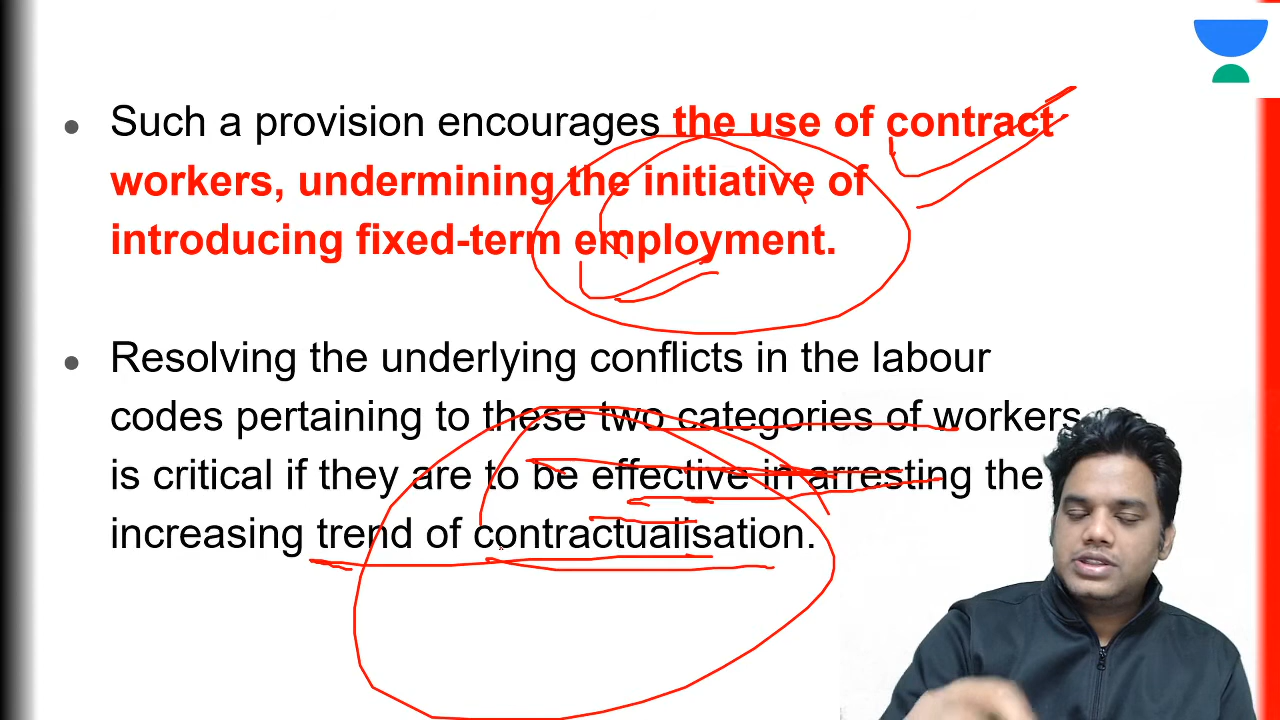 Such a provision encourages the use of contract
workers, undermining the initiative of
introducing fixed-term employment.
Resolving the underlying conflicts in the labour
codes pertaining to these two categories of workers
is critical if they are to be effective in arresting the
increasing trend of contractualisation.